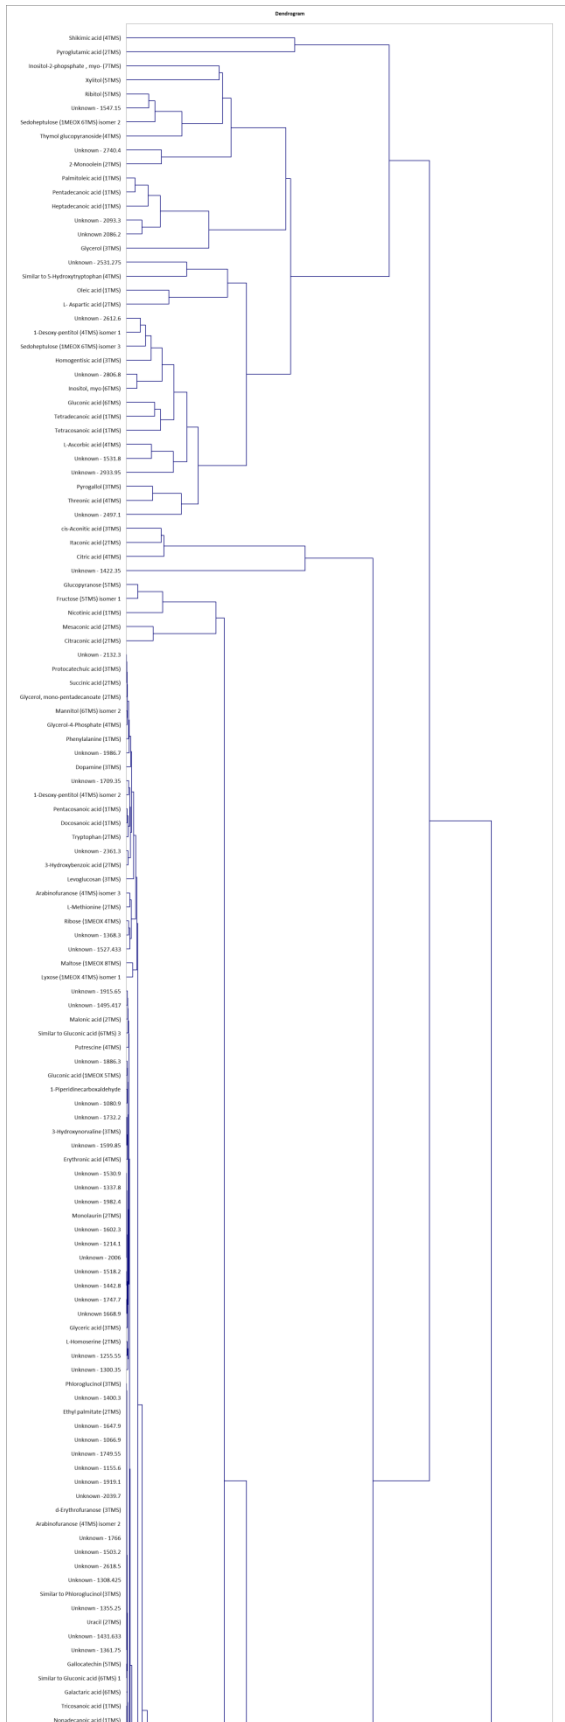 Dendrogram
Shikimic acid (4TMS)
Pyroglutamic acid (2TMS)
Inositol-2-phopsphate , myo- (7TMS)
Xylitol (5TMS)
Ribitol (5TMS)
Unknown - 1547.15
Sedoheptulose (1MEOX 6TMS) isomer 2
Thymol glucopyranoside (4TMS)
Unknown - 2740.4
2-Monoolein (2TMS)
Palmitoleic acid (1TMS)
Pentadecanoic acid (1TMS)
Heptadecanoic acid (1TMS)
Unknown - 2093.3
Unknown 2086.2
Glycerol (3TMS)
Unknown - 2531.275
Similar to 5-Hydroxytryptophan (4TMS)
Oleic acid (1TMS)
L- Aspartic acid (2TMS)
Unknown - 2612.6
1-Desoxy-pentitol (4TMS) isomer 1
Sedoheptulose (1MEOX 6TMS) isomer 3
Homogentisic acid (3TMS)
Unknown - 2806.8
Inositol, myo (6TMS)
Gluconic acid (6TMS)
Tetradecanoic acid (1TMS)
Tetracosanoic acid (1TMS)
L-Ascorbic acid (4TMS)
Unknown - 1531.8
Unknown - 2933.95
Pyrogallol (3TMS)
Threonic acid (4TMS)
Unknown - 2497.1
cis-Aconitic acid (3TMS)
Itaconic acid (2TMS)
Citric acid (4TMS)
Unknown - 1422.35
Glucopyranose (5TMS)
Fructose (5TMS) isomer 1
Nicotinic acid (1TMS)
Mesaconic acid (2TMS)
Citraconic acid (2TMS)
Unkown - 2132.3
Protocatechuic acid (3TMS)
Succinic acid (2TMS)
Glycerol, mono-pentadecanoate (2TMS)
Mannitol (6TMS) isomer 2
Glycerol-4-Phosphate (4TMS)
Phenylalanine (1TMS)
Unknown - 1986.7
Dopamine (3TMS)
Unknown - 1709.35
1-Desoxy-pentitol (4TMS) isomer 2
Pentacosanoic acid (1TMS)
Docosanoic acid (1TMS)
Tryptophan (2TMS)
Unknown - 2361.3
3-Hydroxybenzoic acid (2TMS)
Levoglucosan (3TMS)
Arabinofuranose (4TMS) isomer 3
L-Methionine (2TMS)
Ribose (1MEOX 4TMS)
Unknown - 1368.3
Unknown - 1527.433
Maltose (1MEOX 8TMS)
Lyxose (1MEOX 4TMS) isomer 1
Unknown - 1915.65
Unknown - 1495.417
Malonic acid (2TMS)
Similar to Gluconic acid (6TMS) 3
Putrescine (4TMS)
Unknown - 1886.3
Gluconic acid (1MEOX 5TMS)
1-Piperidinecarboxaldehyde
Unknown - 1080.9
Unknown - 1732.2
3-Hydroxynorvaline (3TMS)
Unknown - 1599.85
Erythronic acid (4TMS)
Unknown - 1530.9
Unknown - 1337.8
Unknown - 1982.4
Monolaurin (2TMS)
Unknown - 1602.3
Unknown - 1214.1
Unknown - 2006
Unknown - 1518.2
Unknown - 1442.8
Unknown - 1747.7
Unknown 1668.9
Glyceric acid (3TMS)
L-Homoserine (2TMS)
Unknown - 1255.55
Unknown - 1300.35
Phloroglucinol (3TMS)
Unknown - 1400.3
Ethyl palmitate (2TMS)
Unknown - 1647.9
Unknown - 1066.9
Unknown - 1749.55
Unknown - 1155.6
Unknown - 1919.1
Unknown -2039.7
d-Erythrofuranose (3TMS)
Arabinofuranose (4TMS) isomer 2
Unknown - 1766
Unknown - 1503.2
Unknown - 2618.5
Unknown - 1308.425
Similar to Phloroglucinol (3TMS)
Unknown - 1355.25
Uracil (2TMS)
Unknown - 1431.633
Unknown - 1361.75
Gallocatechin (5TMS)
Similar to Gluconic acid (6TMS) 1
Galactaric acid (6TMS)
Tricosanoic acid (1TMS)
Nonadecanoic acid (1TMS)